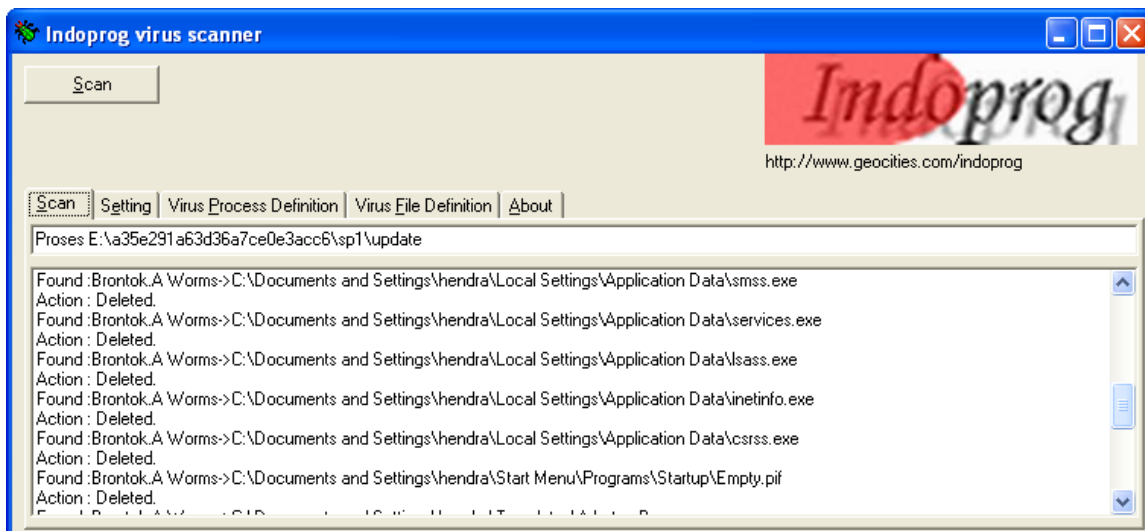 Indoprog virus scanner
Scan
Indoprog
http://www.geocities.com/indoprog
Scan Setting Virus Process Definition Virus File Definition About
Proses E:\a35e291a63d36a7ce0e3acc6\sp1\update
Found :Brontok.A Worms->C:\Documents and Settings\hendra\Local Settings\Application Data\smss.exe
Action : Deleted.
Found :Brontok.A Worms->C:\Documents and Settings\hendra\Local Settings\Application Data\services.exe
Action : Deleted.
Found :Brontok.A Worms->C:\Documents and Settings\hendra\Local Settings\Application Data\lsass.exe
Action : Deleted.
Found :Brontok.A Worms->C:\Documents and Settings\hendra\Local Settings\Application Data\inetinfo.exe
Action : Deleted.
Found :Brontok.A Worms->C:\Documents and Settings\hendra\Local Settings\Application Data\csrss.exe
Action : Deleted.
Found :Brontok.A Worms->C:\Documents and Settings\hendra\Start Menu\Programs\Startup\Empty.pif
Action : Deleted.